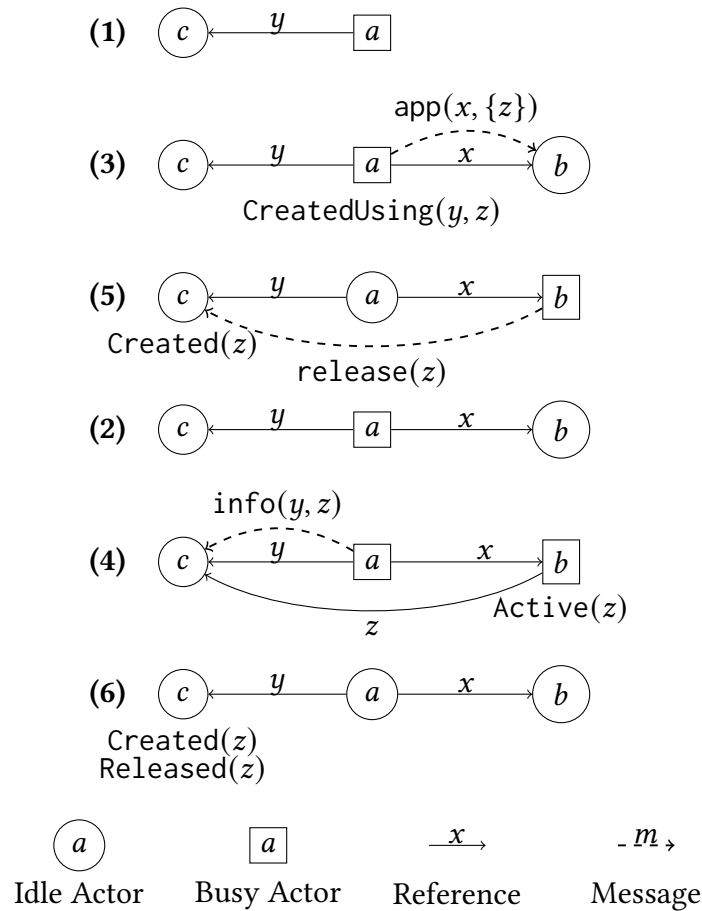 (1) c y a
app(x, {z})
(3) c y a x b
CreatedUsing(y, z)
(5) c y a x b
Created(z)
release(z)
(2) c y a x b
info(y, z)
(4) c y a x b
Active(z)
z
(6) c y a x b
Created(z)
Released(z)
a a x m
Idle Actor Busy Actor Reference Message